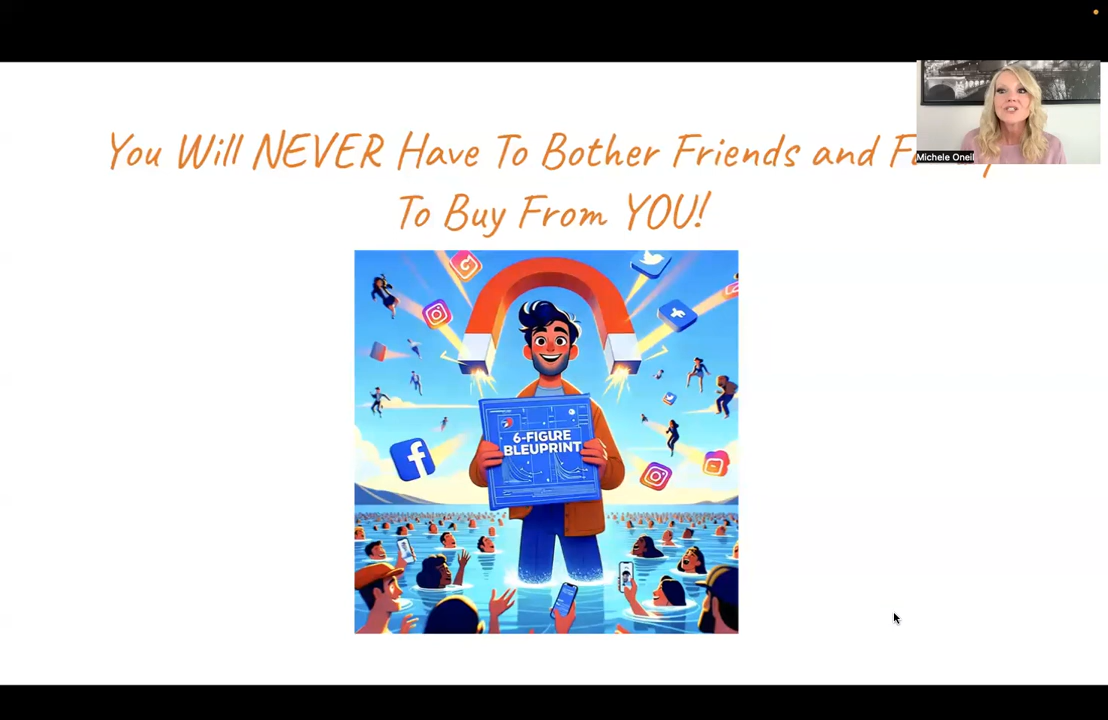 You Will NEVER Have To Bother Friends and
To Buy From YOU!
Michele Oneil
6-FIGURE
BLEUPRINT